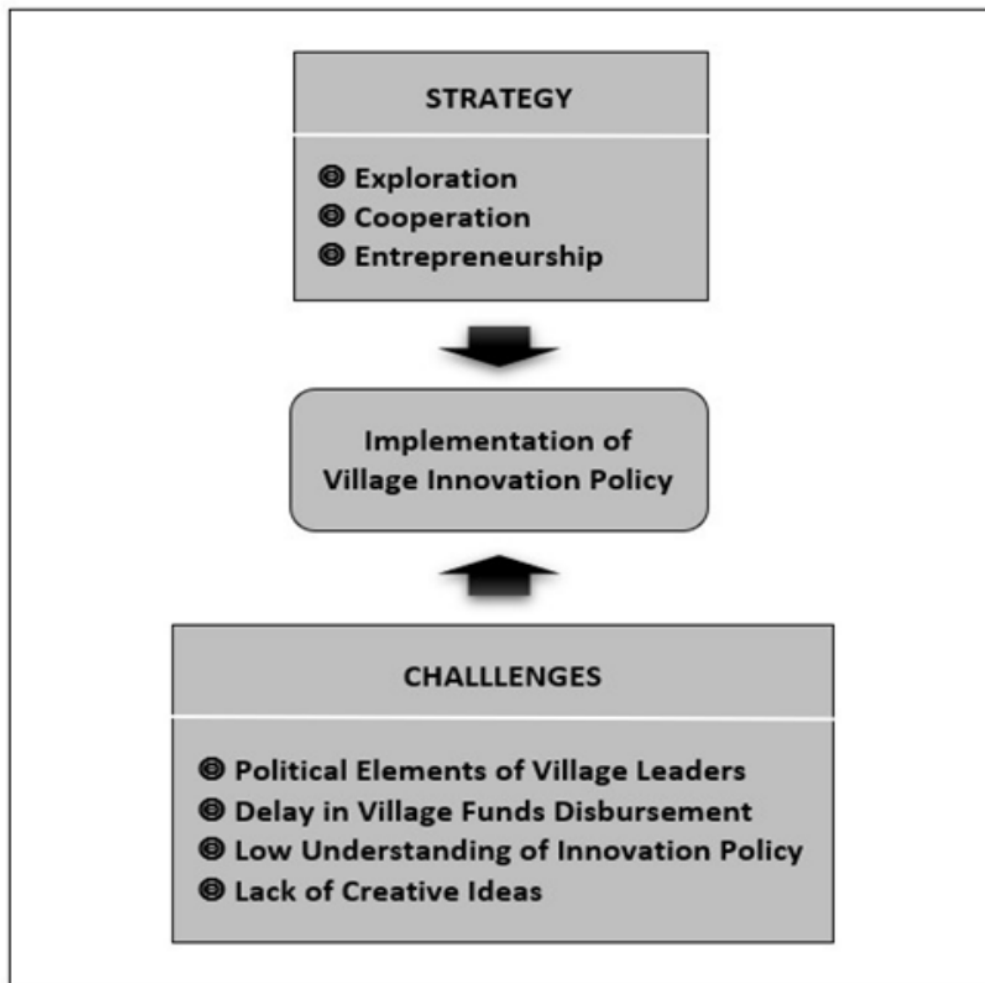 STRATEGY
Exploration
Cooperation
Entrepreneurship
Implementation of
Village Innovation Policy
CHALLLENGES
Political Elements of Village Leaders
Delay in Village Funds Disbursement
Low Understanding of Innovation Policy
Lack of Creative Ideas